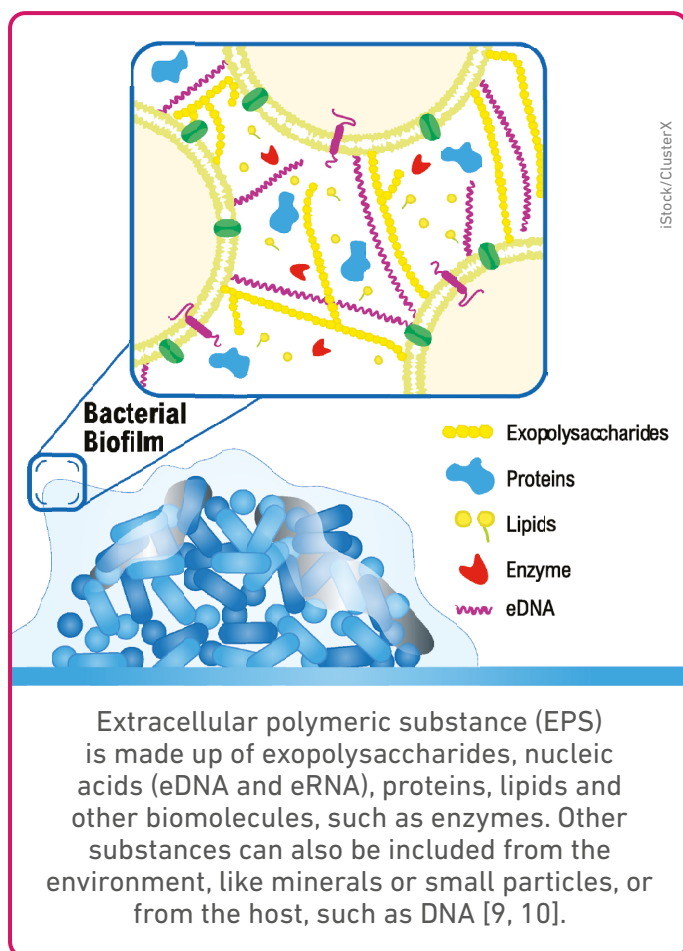 iStock/ClusterX
Bacterial
Biofilm
Exopolysaccharides
Proteins
Lipids
Enzyme
eDNA
Extracellular polymeric substance (EPS)
is made up of exopolysaccharides, nucleic
acids (eDNA and eRNA), proteins, lipids and
other biomolecules, such as enzymes. Other
substances can also be included from the
environment, like minerals or small particles, or
from the host, such as DNA [9, 10].